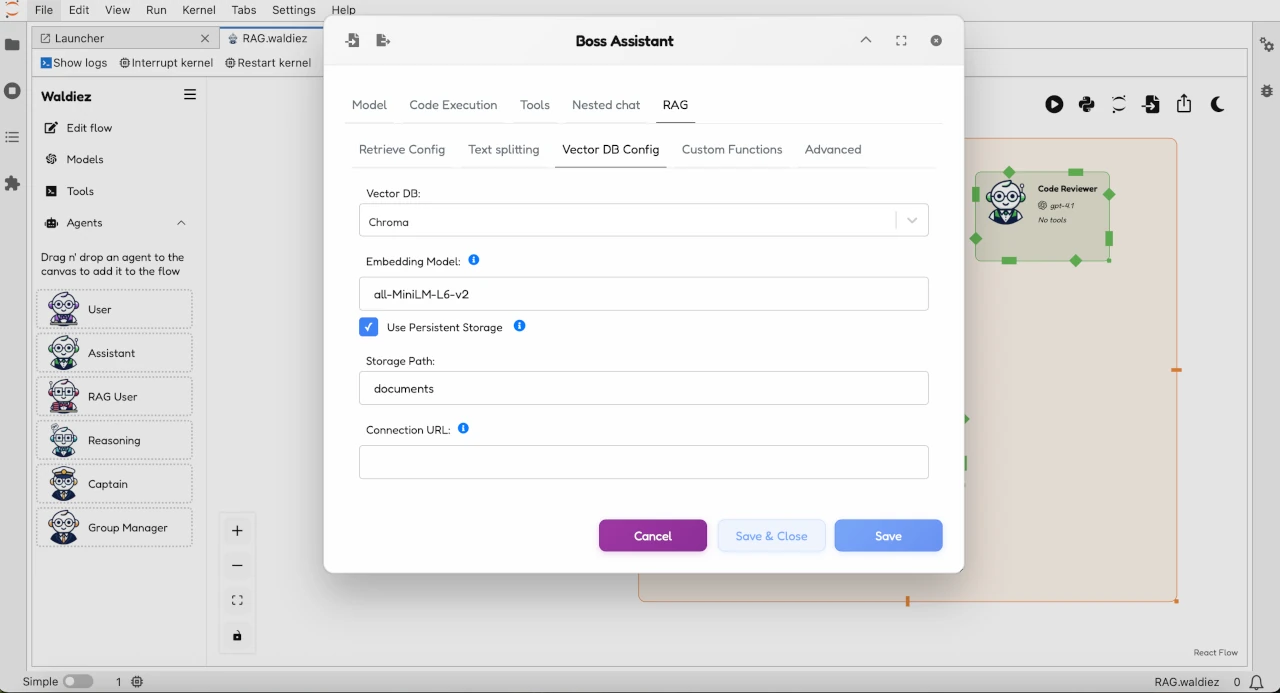 File Edit View Run Kernel Tabs Settings Help
Launcher
RAG.waldiez
Show logs Interrupt kernel Restart kernel
Waldiez
Edit flow
Models
Tools
Agents
Drag n' drop an agent to the
canvas to add it to the flow
User
Assistant
RAG User
Reasoning
Captain
Group Manager
Boss Assistant
Model Code Execution Tools Nested chat RAG
Retrieve Config Text splitting Vector DB Config Custom Functions Advanced
Vector DB:
Chroma
Embedding Model:
all-MiniLM-L6-v2
Use Persistent Storage
Storage Path:
documents
Connection URL:
Cancel Save & Close Save
Code Reviewer
gpt-4.1
No tools
React Flow
Simple 1 RAG.waldiez 0